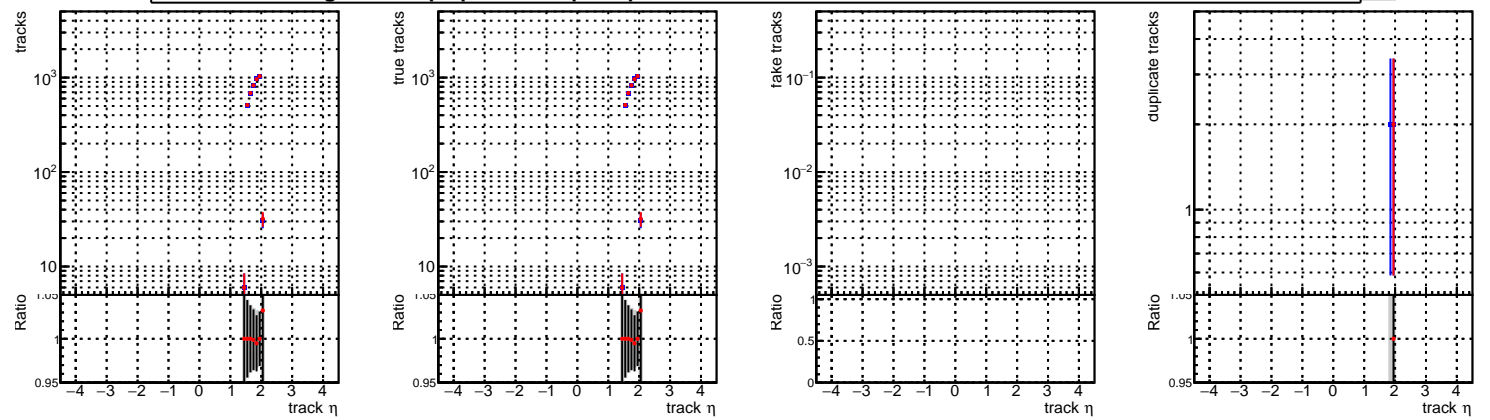 tracks
10³
10²
10
Ratio
1.05
1
0.95
−4 −3 −2 −1 0 1 2 3 4
track η
true tracks
10³
10²
10
Ratio
1.05
1
0.95
−4 −3 −2 −1 0 1 2 3 4
track η
fake tracks
10⁻¹
10⁻²
10⁻³
Ratio
1
0.5
0
−4 −3 −2 −1 0 1 2 3 4
track η
duplicate tracks
1
Ratio
1.05
1
0.95
−4 −3 −2 −1 0 1 2 3 4
track η